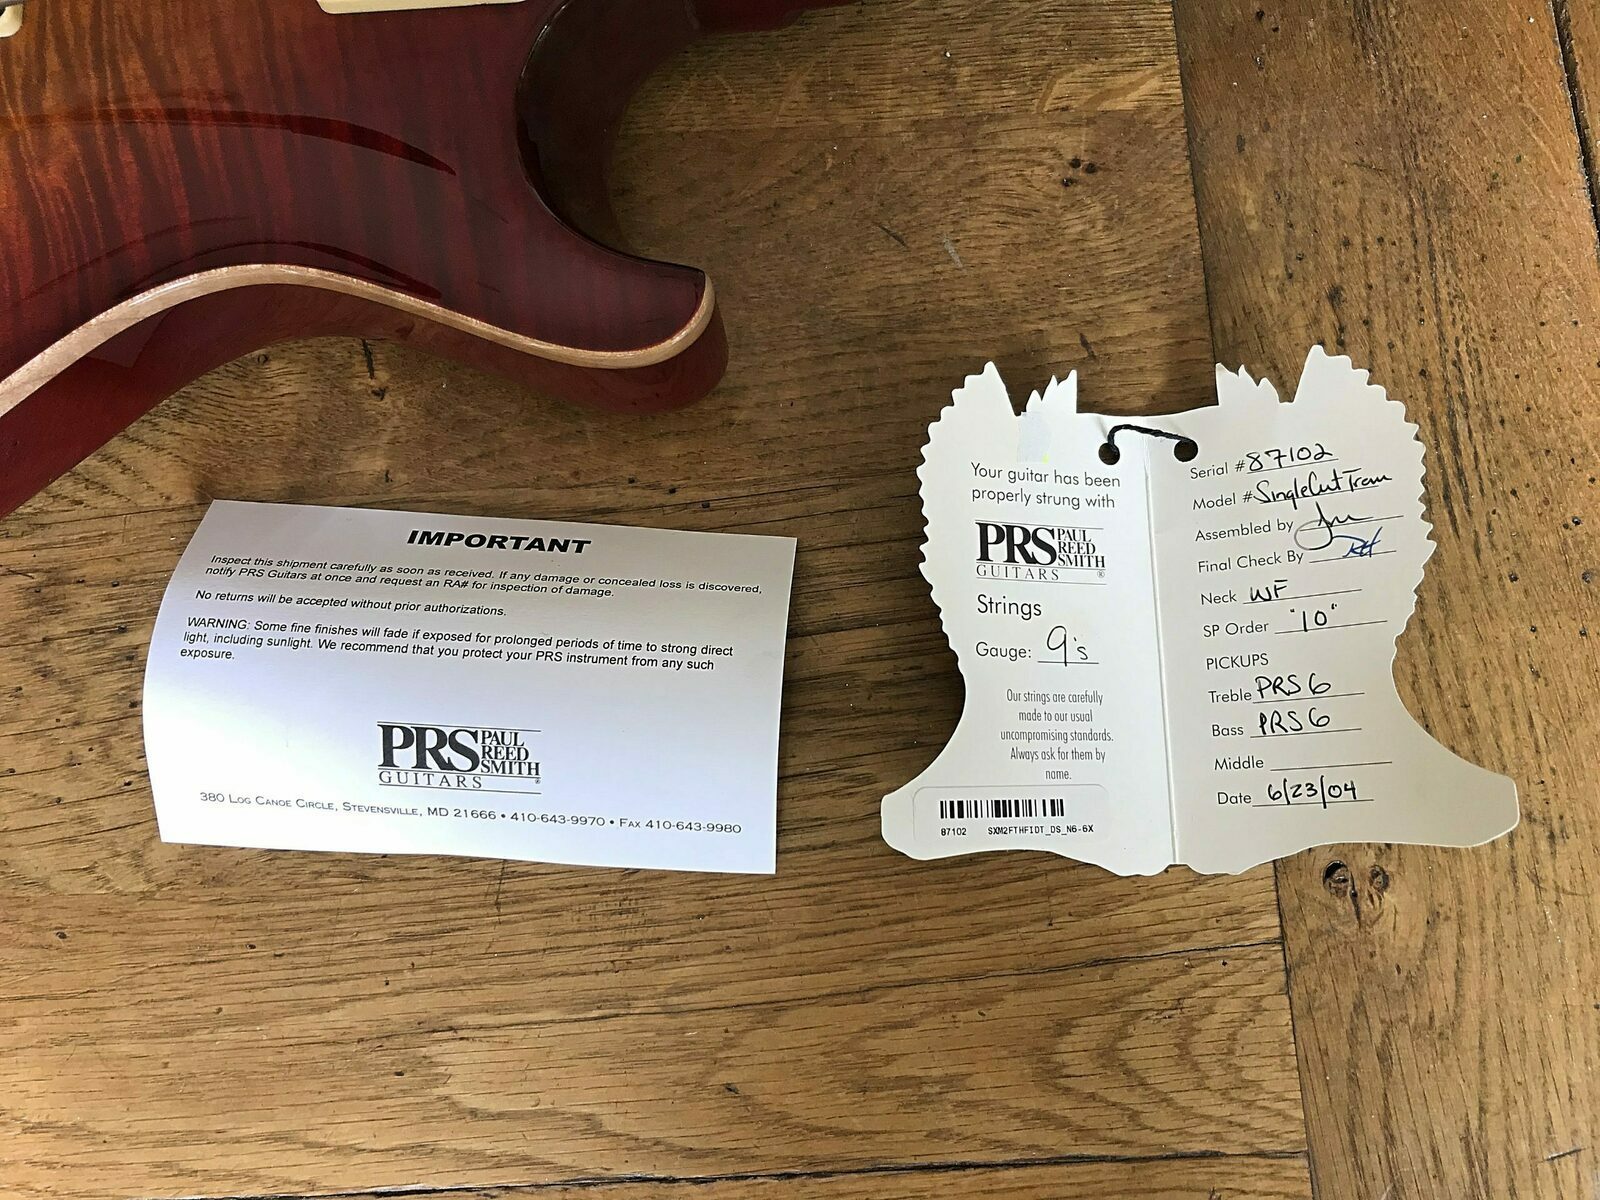 IMPORTANT
Inspect this shipment carefully as soon as received. If any damage or concealed loss is discovered,
notify PRS Guitars at once and request an RA# for inspection of damage.
No returns will be accepted without prior authorizations.
WARNING: Some fine finishes will fade if exposed for prolonged periods of time to strong direct
light, including sunlight. We recommend that you protect your PRS instrument from any such
exposure.
PRS PAUL REED SMITH
GUITARS ®
380 LOG CANOE CIRCLE, STEVENSVILLE, MD 21666 • 410-643-9970 • FAX 410-643-9980
Your guitar has been
properly strung with
PRS PAUL REED SMITH
GUITARS ®
Strings
Gauge: 9's
Our strings are carefully
made to our usual
uncompromising standards.
Always ask for them by
name.
87102 SXM2FTHFIDT_DS_N6-6X
Serial #87102
Model #SingleCut Trem
Assembled by
Final Check By
Neck WF
SP Order "10"
PICKUPS
Treble PRS 6
Bass PRS 6
Middle
Date 6/23/04